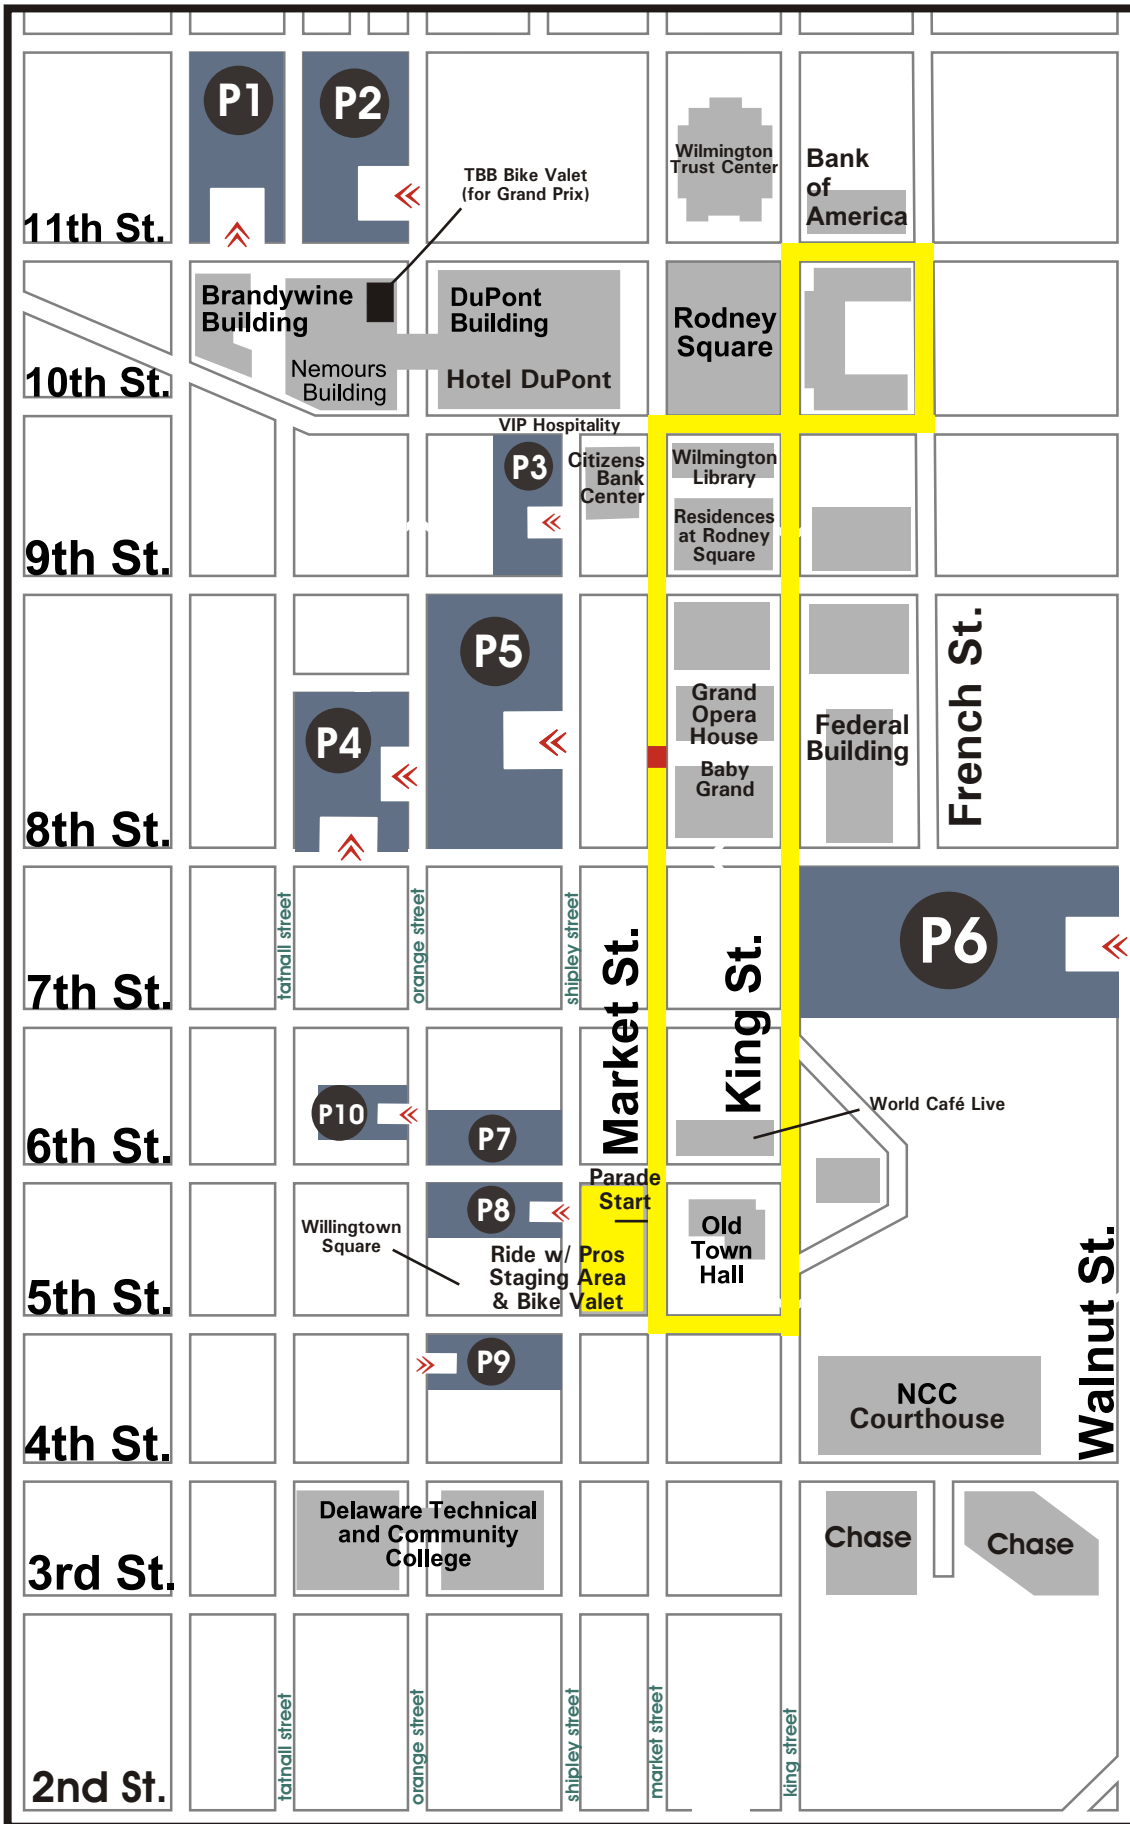 P1
P2
Wilmington
Trust Center
Bank
of
America
TBB Bike Valet
(for Grand Prix)
11th St.
Brandywine
Building
DuPont
Building
Rodney
Square
Nemours
Building
Hotel DuPont
10th St.
VIP Hospitality
P3
Citizens
Bank
Center
Wilmington
Library
Residences
at Rodney
Square
9th St.
P5
French St.
Grand
Opera
House
Federal
Building
P4
Baby
Grand
8th St.
tatnall street
orange street
shipley street
Market St.
King St.
P6
7th St.
P10
P7
World Café Live
6th St.
Parade
Start
P8
Willingtown
Square
Old
Town
Hall
Ride w/ Pros
Staging Area
& Bike Valet
5th St.
Walnut St.
P9
NCC
Courthouse
4th St.
Delaware Technical
and Community
College
Chase
Chase
3rd St.
tatnall street
orange street
shipley street
market street
king street
2nd St.